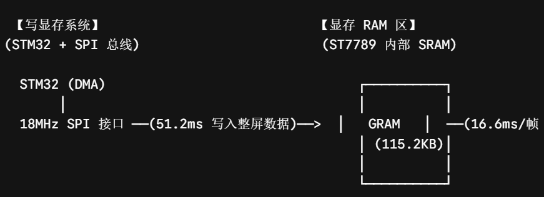 【写显存系统】 【显存 RAM 区】
(STM32 + SPI 总线) (ST7789 内部 SRAM)
STM32 (DMA)
18MHz SPI 接口 ——(51.2ms 写入整屏数据)——> | GRAM | ——(16.6ms/帧
(115.2KB)